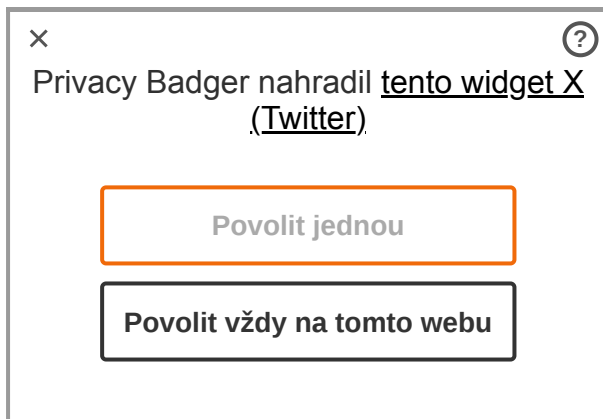 × ?
Privacy Badger nahradil tento widget X
(Twitter)
Povolit jednou
Povolit vždy na tomto webu